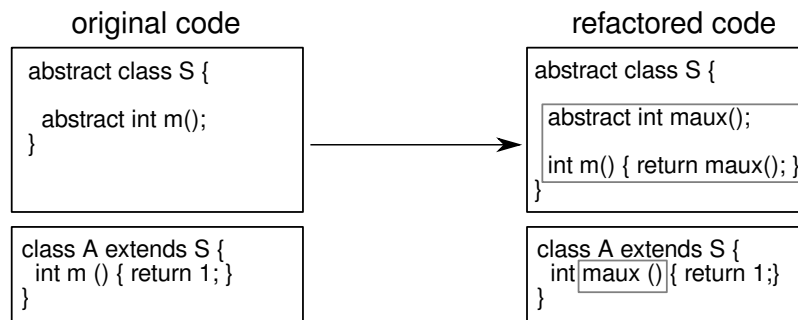 original code
abstract class S {
abstract int m();
}
class A extends S {
int m () { return 1; }
}
refactored code
abstract class S {
abstract int maux();
int m() { return maux(); }
}
class A extends S {
int maux () { return 1;}
}